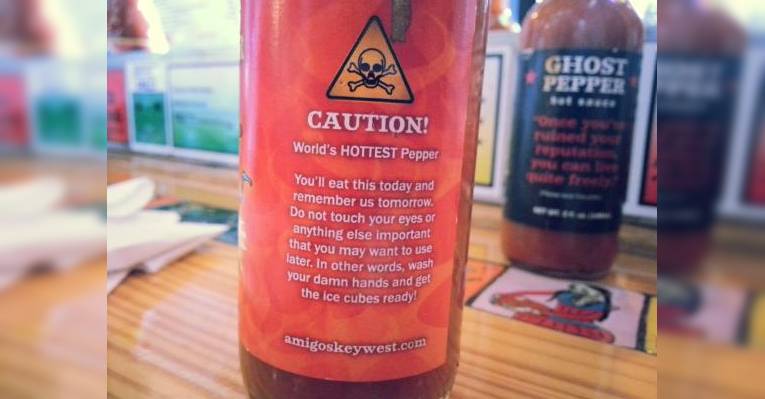 CAUTION!
World's HOTTEST Pepper
You'll eat this today and
remember us tomorrow.
Do not touch your eyes or
anything else important
that you may want to use
later. In other words, wash
your damn hands and get
the ice cubes ready!
amigoskeywest.com
GHOST
PEPPER
hot sauce
"Once you've
ruined your
reputation,
you can live
quite freely."